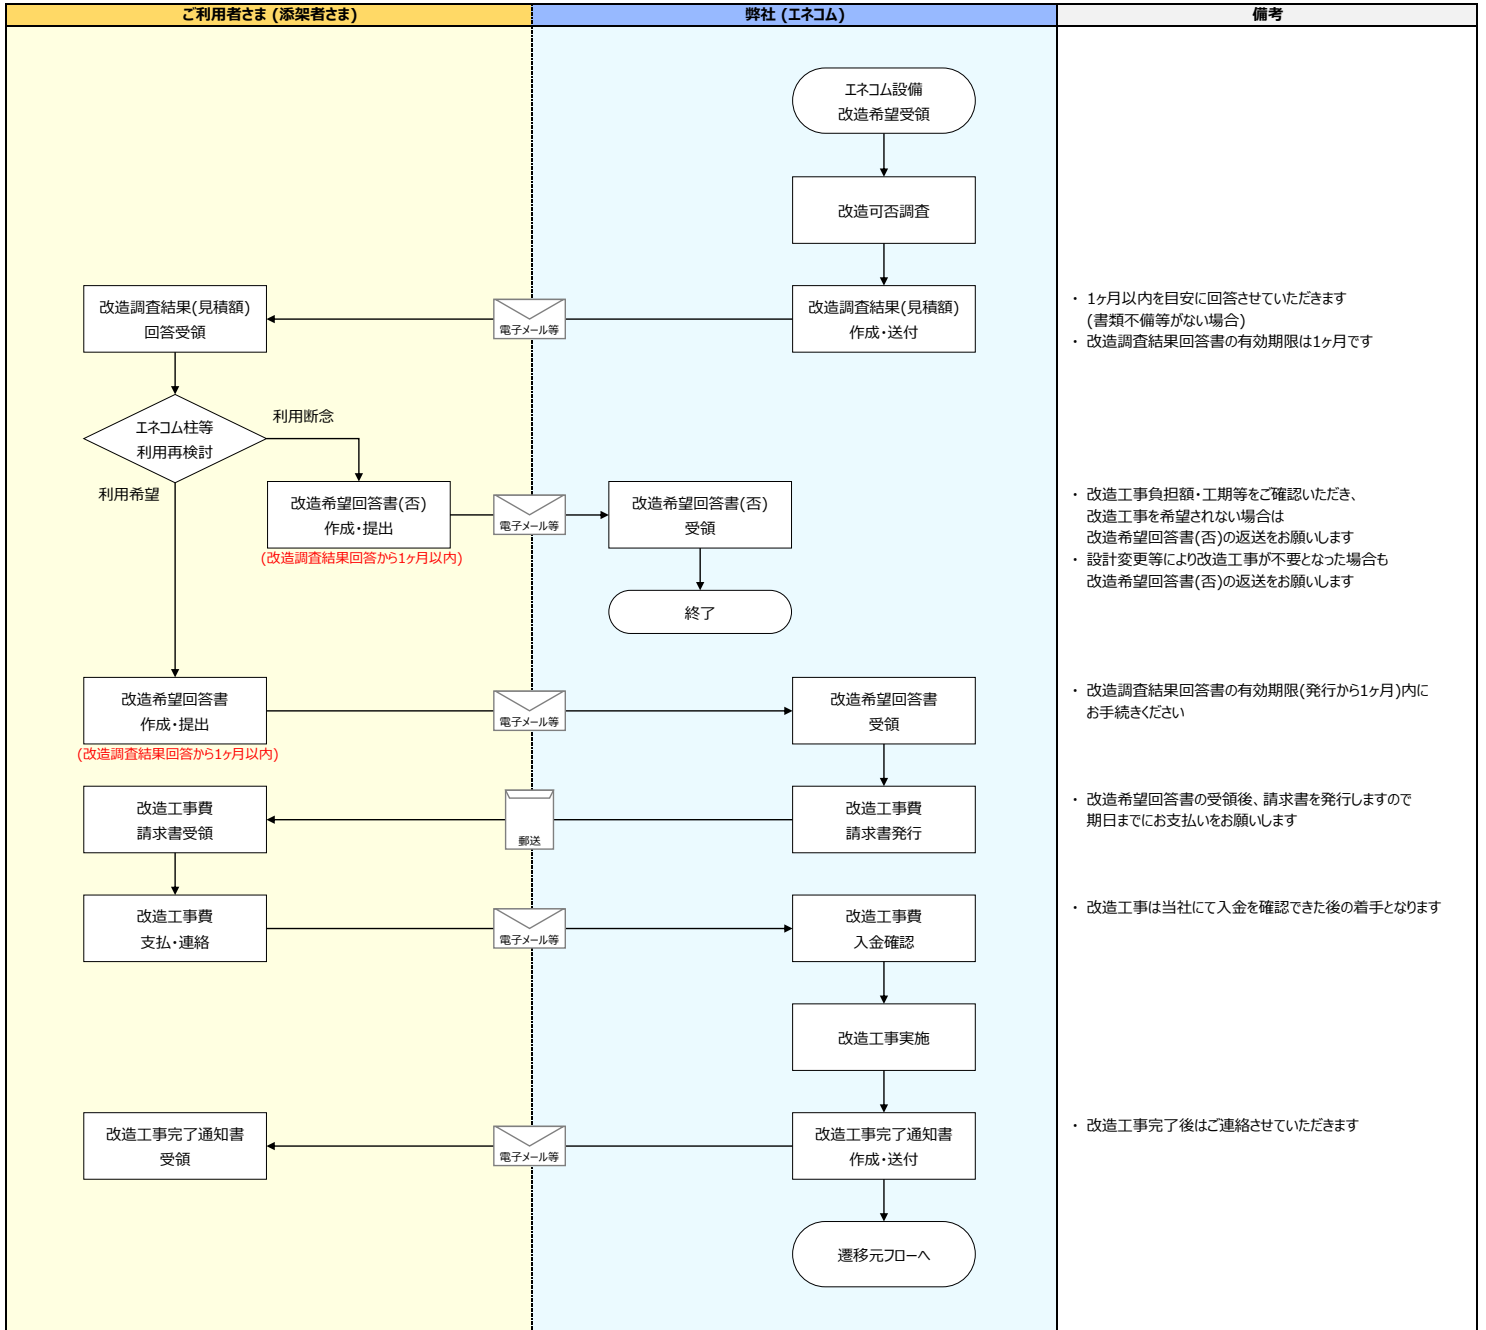 ご利用者さま (添架者さま)
弊社 (エネコム)
備考
エネコム設備
改造希望受領
改造可否調査
改造調査結果(見積額)
回答受領
電子メール等
改造調査結果(見積額)
作成・送付
・ 1ヶ月以内を目安に回答させていただきます
(書類不備等がない場合)
・ 改造調査結果回答書の有効期限は1ヶ月です
エネコム柱等
利用再検討
利用断念
利用希望
改造希望回答書(否)
作成・提出
(改造調査結果回答から1ヶ月以内)
電子メール等
改造希望回答書(否)
受領
終了
・ 改造工事負担額・工期等をご確認いただき、
改造工事を希望されない場合は
改造希望回答書(否)の返送をお願いします
・ 設計変更等により改造工事が不要となった場合も
改造希望回答書(否)の返送をお願いします
改造希望回答書
作成・提出
(改造調査結果回答から1ヶ月以内)
電子メール等
改造希望回答書
受領
・ 改造調査結果回答書の有効期限(発行から1ヶ月)内に
お手続きください
改造工事費
請求書受領
郵送
改造工事費
請求書発行
・ 改造希望回答書の受領後、請求書を発行しますので
期日までにお支払いをお願いします
改造工事費
支払・連絡
電子メール等
改造工事費
入金確認
・ 改造工事は当社にて入金を確認できた後の着手となります
改造工事実施
改造工事完了通知書
受領
電子メール等
改造工事完了通知書
作成・送付
・ 改造工事完了後はご連絡させていただきます
遷移元フローへ